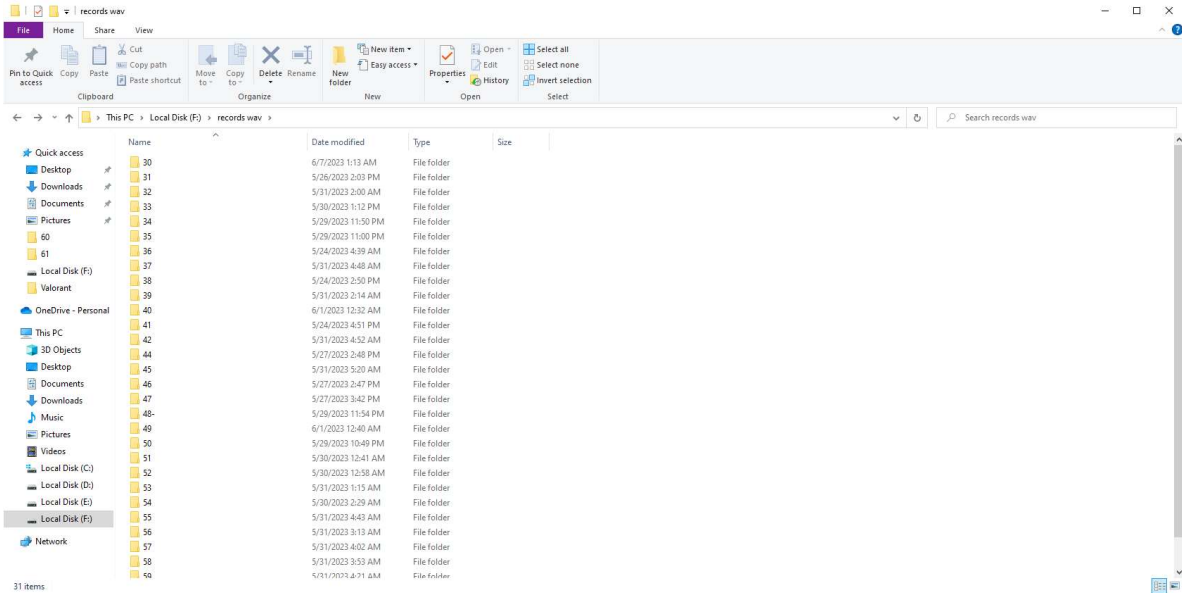 records wav
File Home Share View
Pin to Quick access
Copy
Paste
Cut
Copy path
Paste shortcut
Clipboard
Move to
Copy to
Delete
Rename
Organize
New folder
New item
Easy access
New
Properties
Open
Edit
History
Open
Select all
Select none
Invert selection
Select
This PC > Local Disk (F:) > records wav >
Search records wav
Name Date modified Type Size
Quick access
Desktop
Downloads
Documents
Pictures
60
61
Local Disk (F:)
Valorant
OneDrive - Personal
This PC
3D Objects
Desktop
Documents
Downloads
Music
Pictures
Videos
Local Disk (C:)
Local Disk (D:)
Local Disk (E:)
Local Disk (F:)
Network
30 6/7/2023 1:13 AM File folder
31 5/26/2023 2:03 PM File folder
32 5/31/2023 2:00 AM File folder
33 5/30/2023 1:12 PM File folder
34 5/29/2023 11:50 PM File folder
35 5/29/2023 11:00 PM File folder
36 5/24/2023 4:39 AM File folder
37 5/31/2023 4:48 AM File folder
38 5/24/2023 2:50 PM File folder
39 5/31/2023 2:14 AM File folder
40 6/1/2023 12:32 AM File folder
41 5/24/2023 4:51 PM File folder
42 5/31/2023 4:52 AM File folder
44 5/27/2023 2:48 PM File folder
45 5/31/2023 5:20 AM File folder
46 5/27/2023 2:47 PM File folder
47 5/27/2023 3:42 PM File folder
48- 5/29/2023 11:54 PM File folder
49 6/1/2023 12:40 AM File folder
50 5/29/2023 10:49 PM File folder
51 5/30/2023 12:41 AM File folder
52 5/30/2023 12:58 AM File folder
53 5/31/2023 1:15 AM File folder
54 5/30/2023 2:29 AM File folder
55 5/31/2023 4:43 AM File folder
56 5/31/2023 3:13 AM File folder
57 5/31/2023 4:02 AM File folder
58 5/31/2023 3:53 AM File folder
59 5/31/2023 4:21 AM File folder
31 items